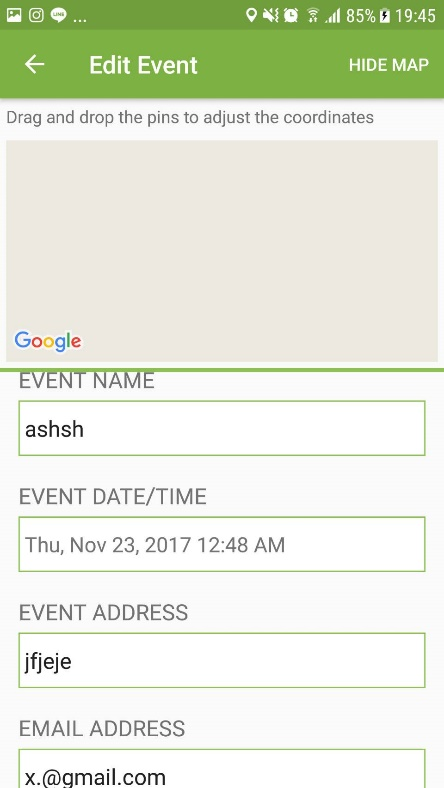 ... 85% 19:45
Edit Event HIDE MAP
Drag and drop the pins to adjust the coordinates
Google
EVENT NAME
ashsh
EVENT DATE/TIME
Thu, Nov 23, 2017 12:48 AM
EVENT ADDRESS
jfjeje
EMAIL ADDRESS
x.@gmail.com